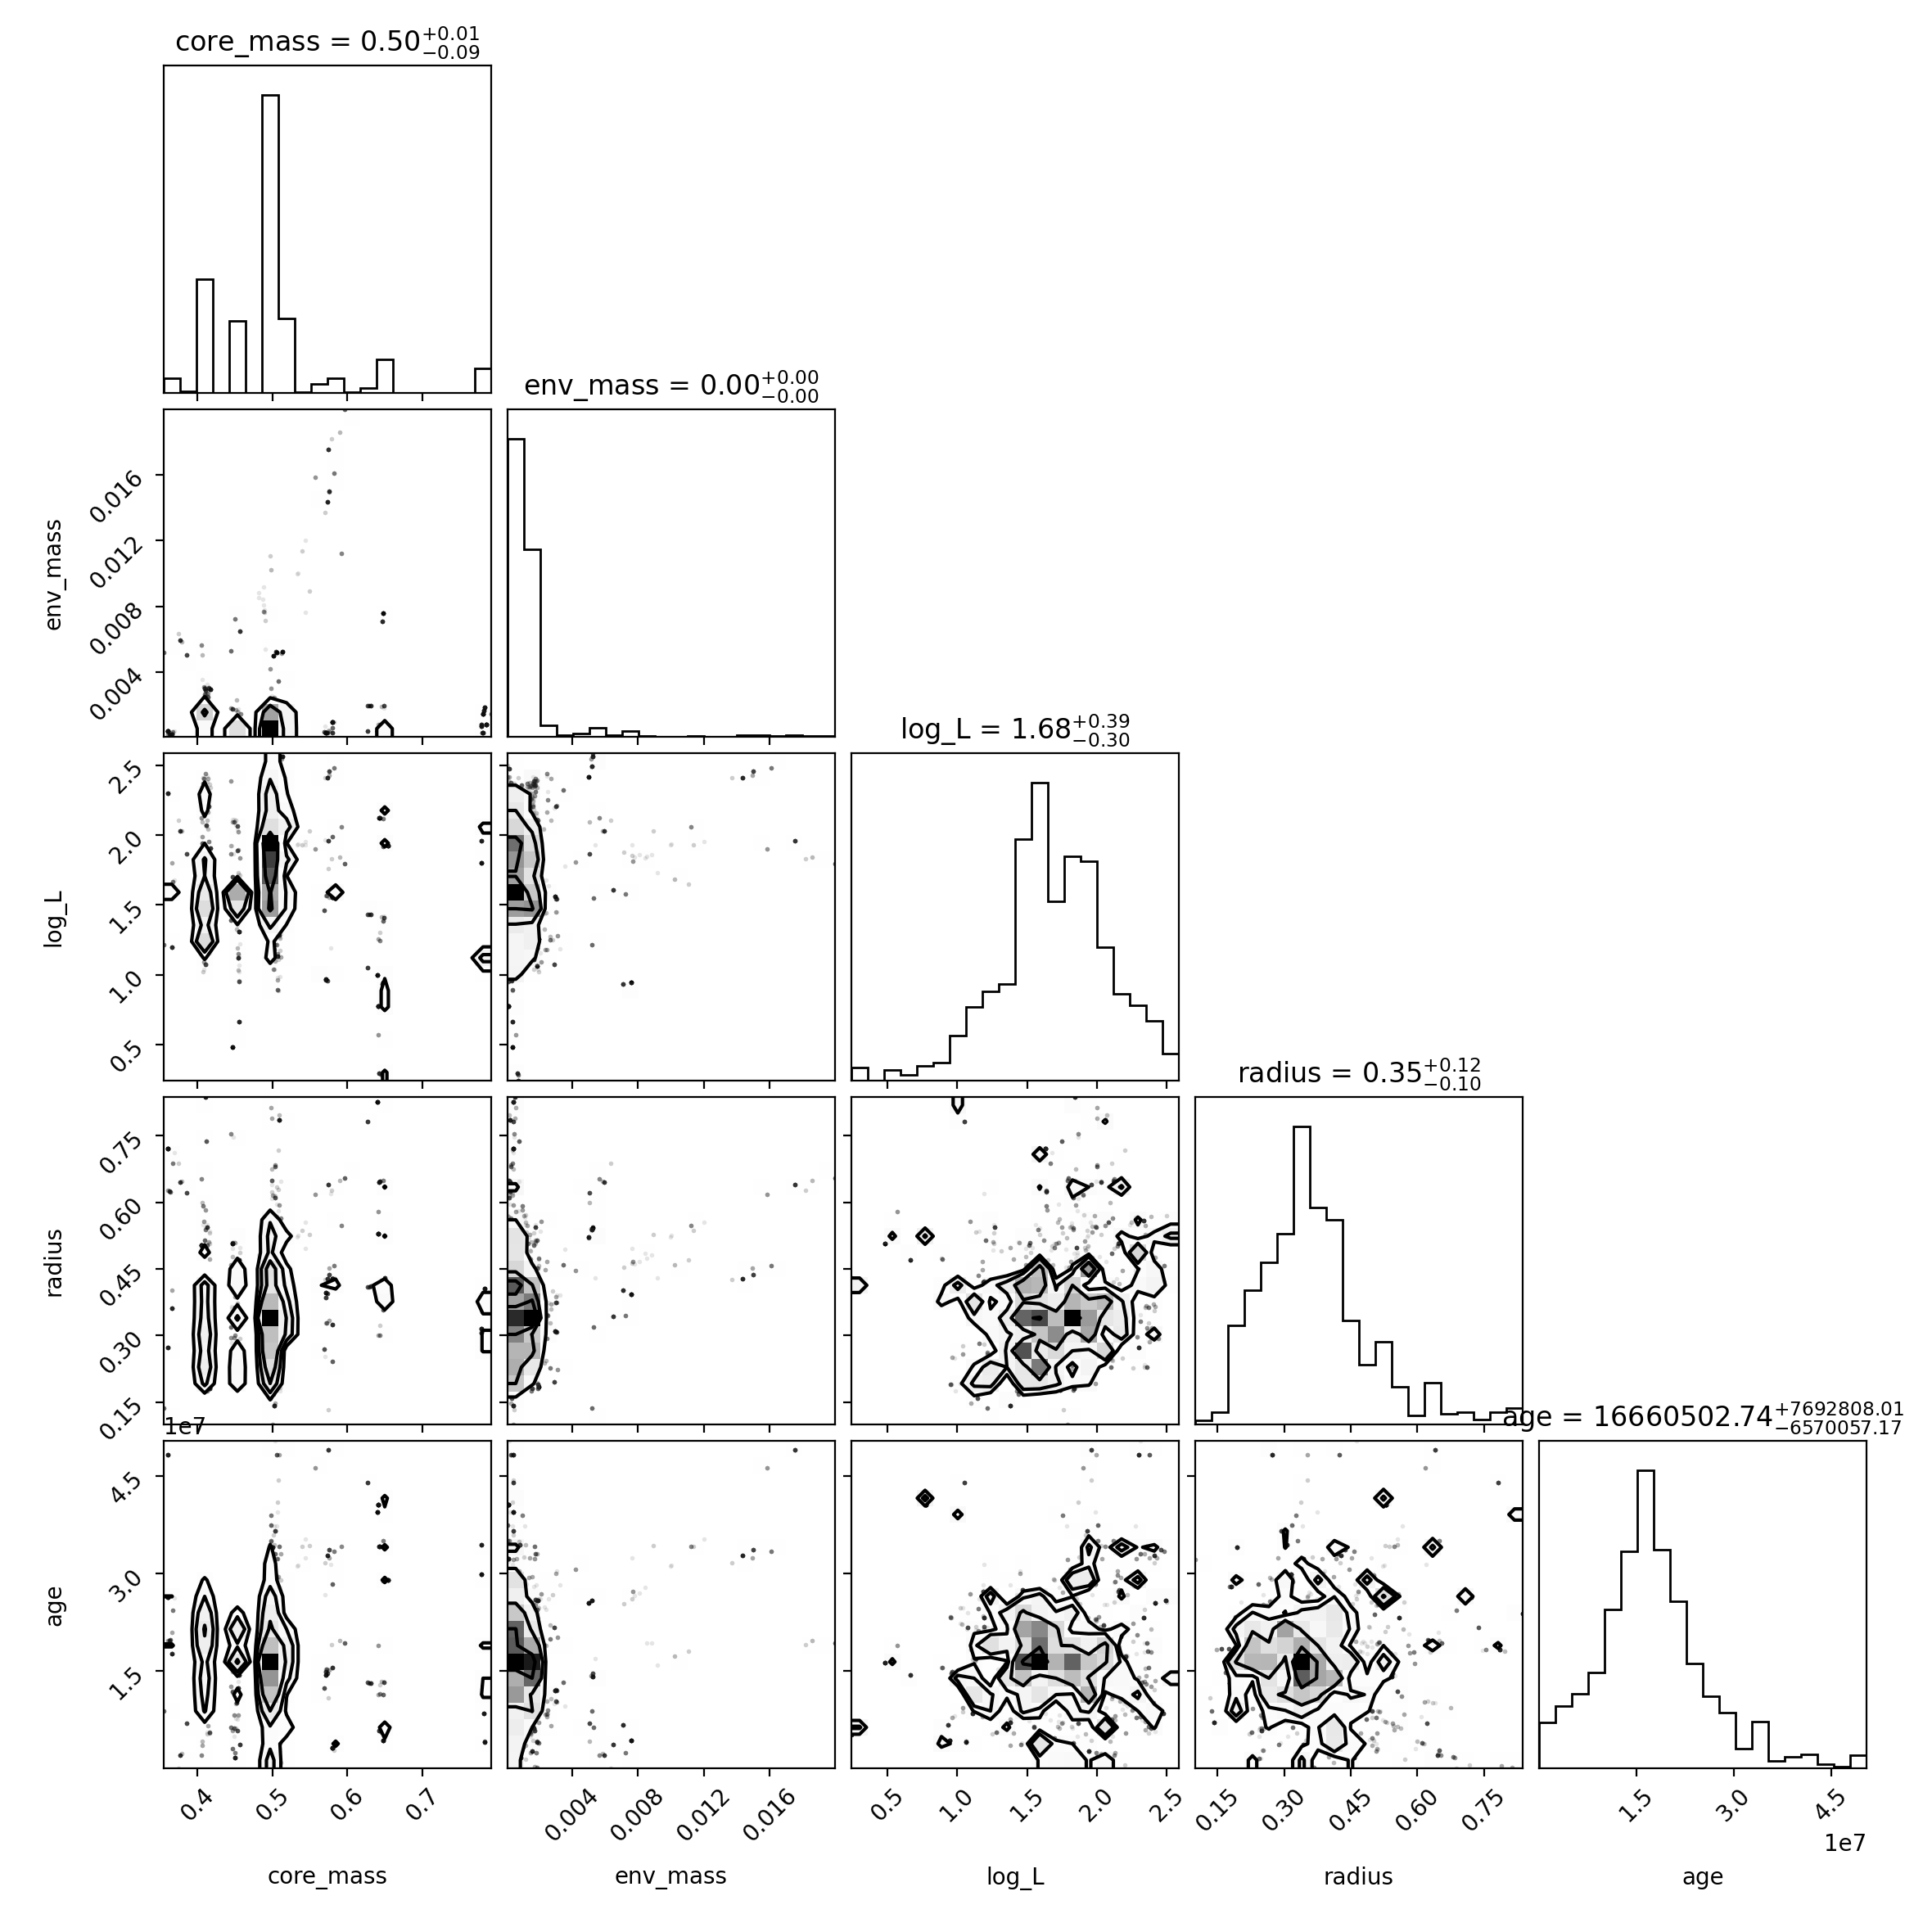 core_mass = 0.50 +0.01 −0.09
env_mass = 0.00 +0.00 −0.00
env_mass
0.016
0.012
0.008
0.004
log_L = 1.68 +0.39 −0.30
log_L
2.5
2.0
1.5
1.0
0.5
radius = 0.35 +0.12 −0.10
radius
0.75
0.60
0.45
0.30
0.15
1e7
age = 16660502.74 +7692808.01 −6570057.17
age
4.5
3.0
1.5
0.4 0.5 0.6 0.7
0.004 0.008 0.012 0.016
0.5 1.0 1.5 2.0 2.5
0.15 0.30 0.45 0.60 0.75
1.5 3.0 4.5
1e7
core_mass env_mass log_L radius age